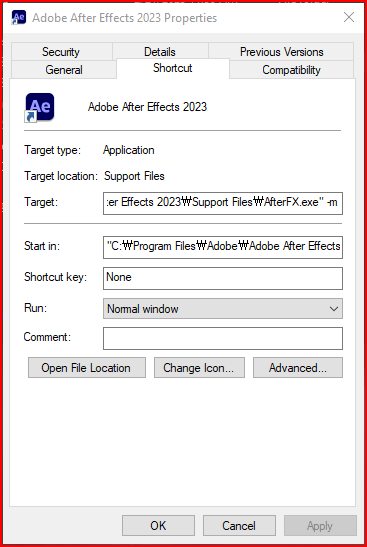 Adobe After Effects 2023 Properties
Security Details Previous Versions
General Shortcut Compatibility
Ae
Adobe After Effects 2023
Target type: Application
Target location: Support Files
Target: :er Effects 2023₩Support Files₩AfterFX.exe" -m
Start in: "C:₩Program Files₩Adobe₩Adobe After Effects
Shortcut key: None
Run: Normal window
Comment:
Open File Location Change Icon... Advanced...
OK Cancel Apply